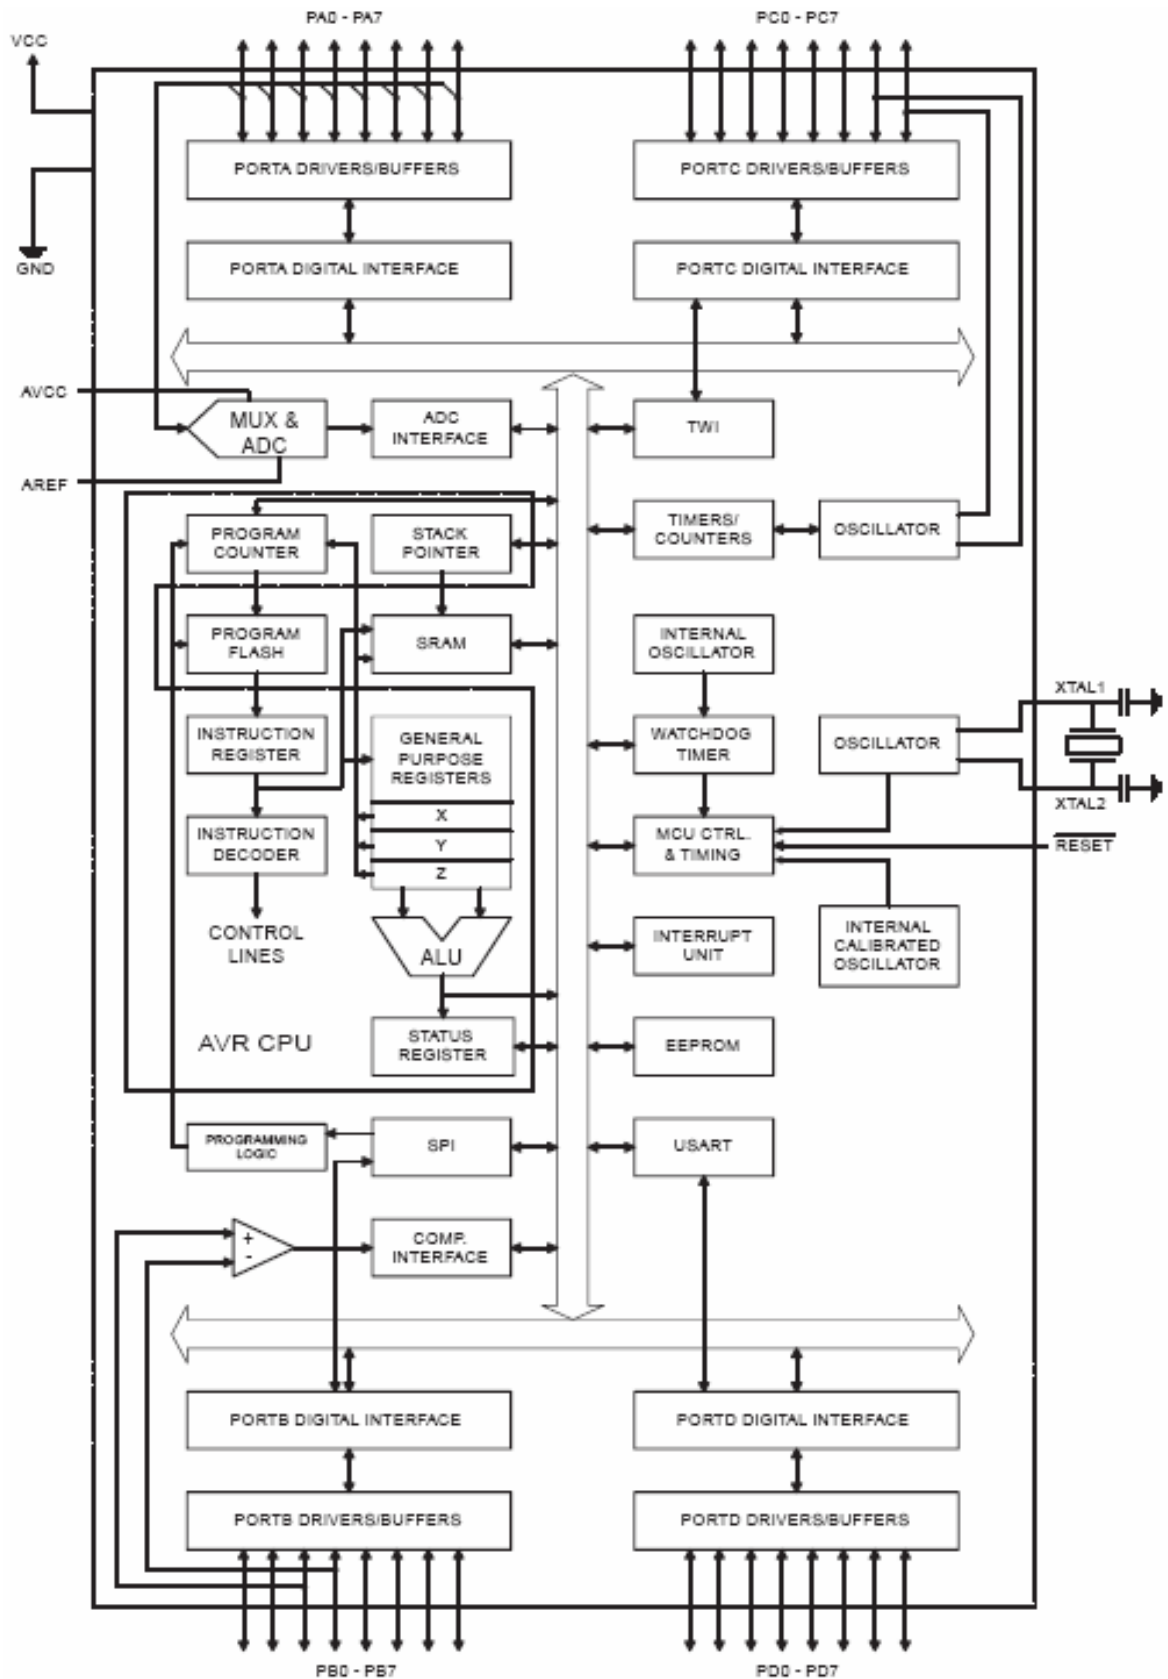 PA0 - PA7
PC0 - PC7
VCC
PORTA DRIVERS/BUFFERS
PORTC DRIVERS/BUFFERS
GND
PORTA DIGITAL INTERFACE
PORTC DIGITAL INTERFACE
AVCC
MUX &
ADC
ADC
INTERFACE
TWI
AREF
PROGRAM
COUNTER
STACK
POINTER
TIMERS/
COUNTERS
OSCILLATOR
PROGRAM
FLASH
SRAM
INTERNAL
OSCILLATOR
XTAL1
INSTRUCTION
REGISTER
GENERAL
PURPOSE
REGISTERS
WATCHDOG
TIMER
OSCILLATOR
XTAL2
X
INSTRUCTION
DECODER
Y
Z
MCU CTRL.
& TIMING
RESET
CONTROL
LINES
ALU
INTERRUPT
UNIT
INTERNAL
CALIBRATED
OSCILLATOR
AVR CPU
STATUS
REGISTER
EEPROM
PROGRAMMING
LOGIC
SPI
USART
+
-
COMP.
INTERFACE
PORTB DIGITAL INTERFACE
PORTD DIGITAL INTERFACE
PORTB DRIVERS/BUFFERS
PORTD DRIVERS/BUFFERS
PB0 - PB7
PD0 - PD7